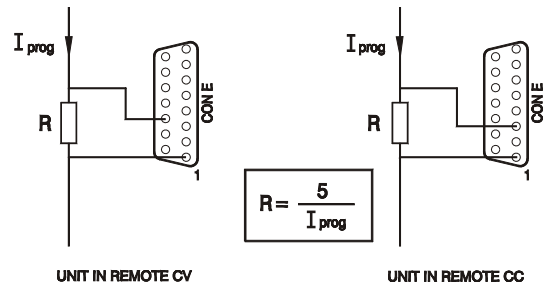 I prog
R
CON E
1
UNIT IN REMOTE CV
R = 5 / I prog
I prog
R
CON E
1
UNIT IN REMOTE CC